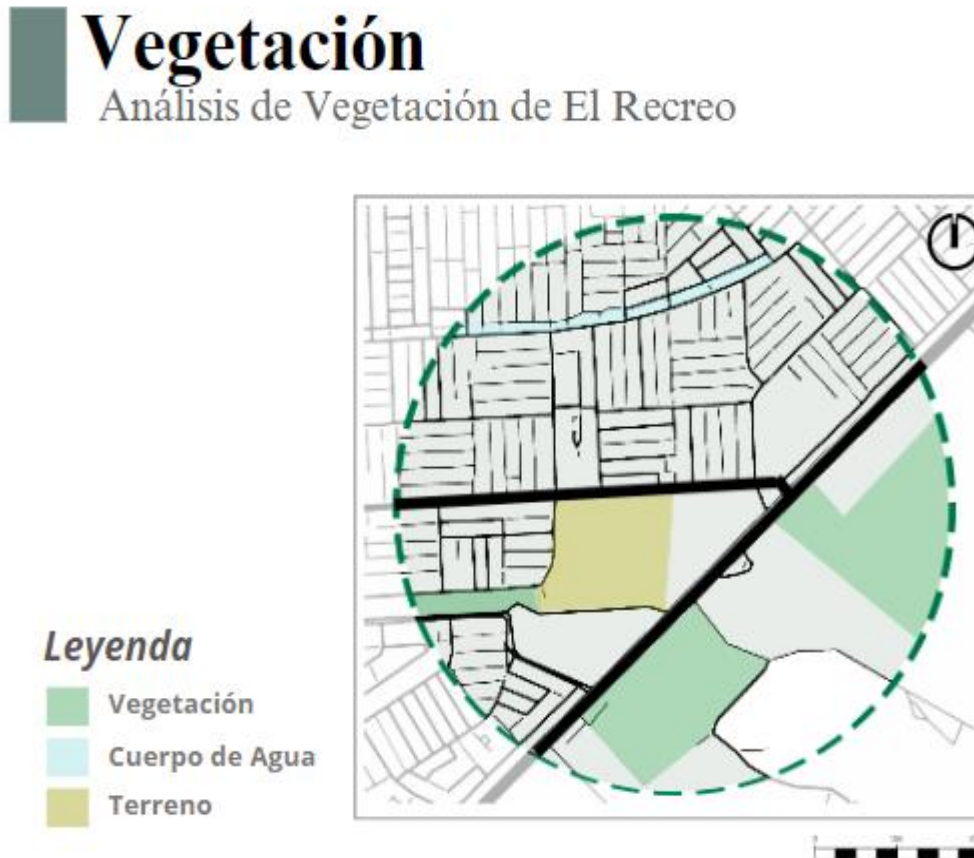 Vegetación
Análisis de Vegetación de El Recreo
Leyenda
Vegetación
Cuerpo de Agua
Terreno